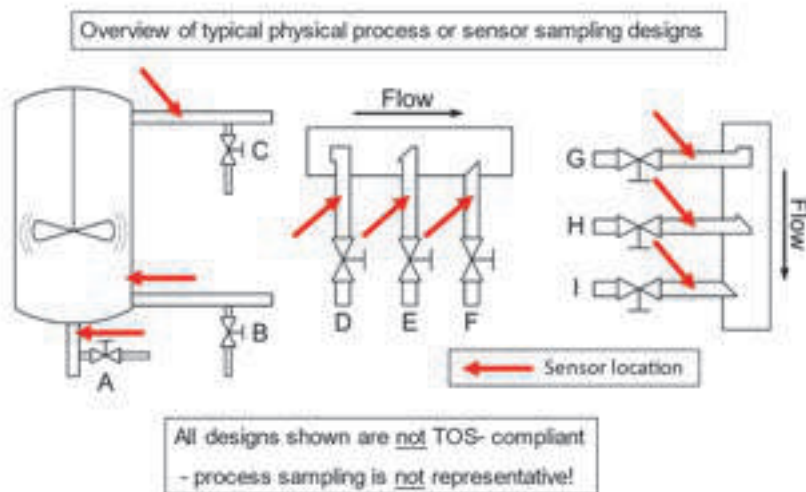 Overview of typical physical process or sensor sampling designs
Flow
C
G
H
Flow
I
B
D E F
A
Sensor location
All designs shown are not TOS- compliant
- process sampling is not representative!